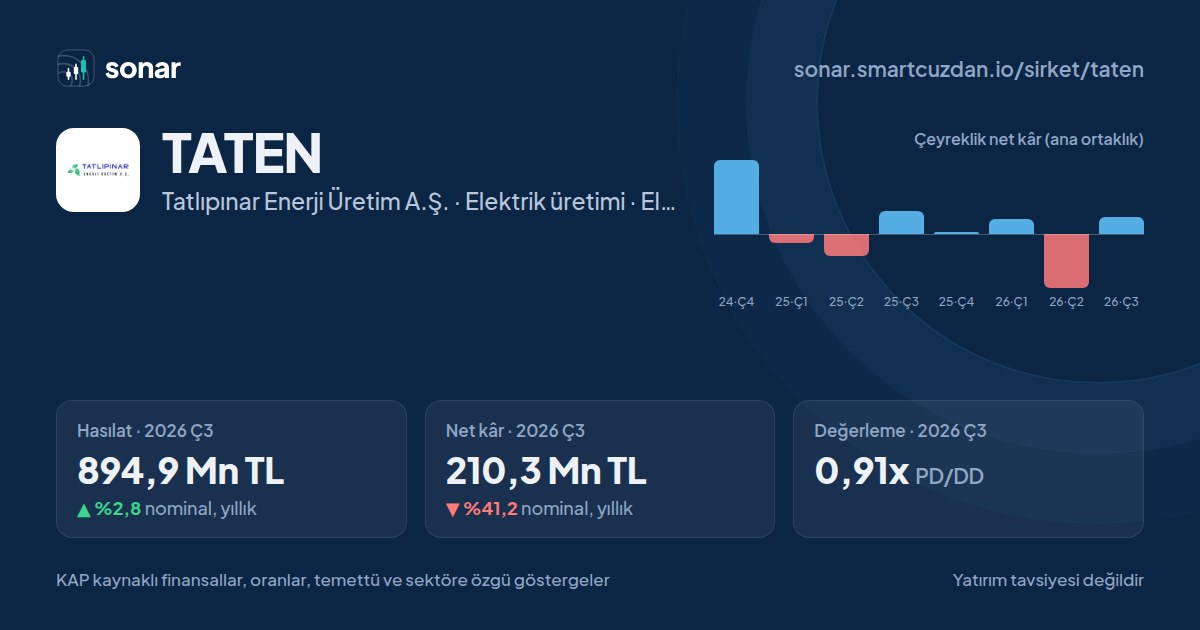 sonar
sonar.smartcuzdan.io/sirket/taten
TATLIPINAR
ENERJİ ÜRETİM A.Ş.
TATEN
Tatlıpınar Enerji Üretim A.Ş. · Elektrik üretimi · El…
Çeyreklik net kâr (ana ortaklık)
24·Ç4 25·Ç1 25·Ç2 25·Ç3 25·Ç4 26·Ç1 26·Ç2 26·Ç3
Hasılat · 2026 Ç3
894,9 Mn TL
▲ %2,8 nominal, yıllık
Net kâr · 2026 Ç3
210,3 Mn TL
▼ %41,2 nominal, yıllık
Değerleme · 2026 Ç3
0,91x PD/DD
KAP kaynaklı finansallar, oranlar, temettü ve sektöre özgü göstergeler
Yatırım tavsiyesi değildir